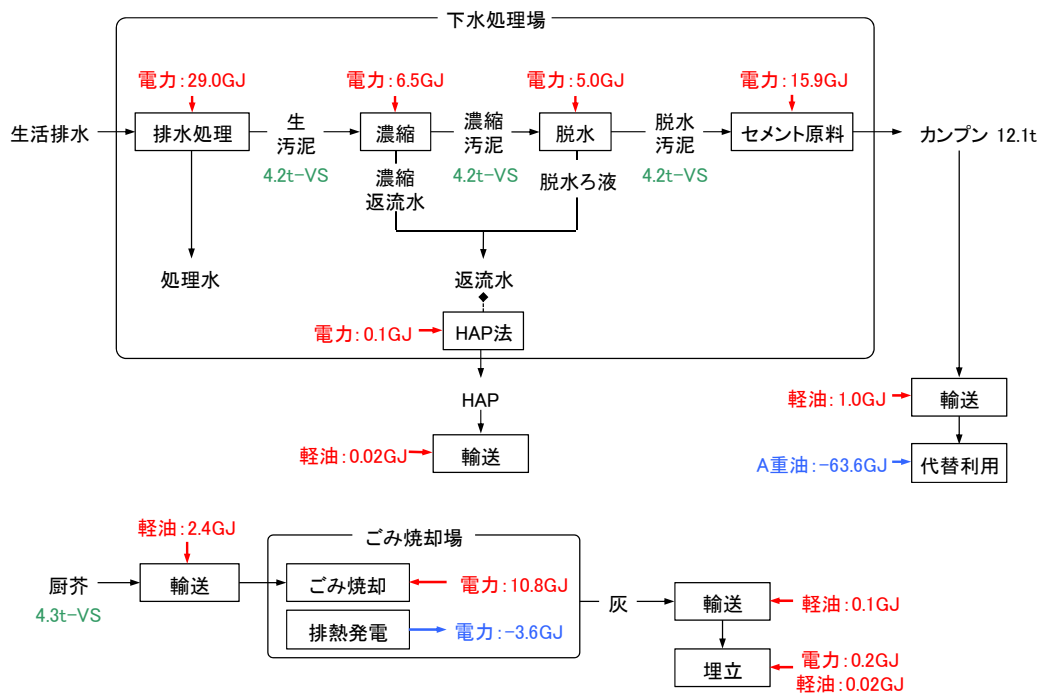 下水処理場
電力：29.0GJ
電力：6.5GJ
電力：5.0GJ
電力：15.9GJ
生活排水
排水処理
生
汚泥
4.2t-VS
濃縮
濃縮
汚泥
4.2t-VS
脱水
脱水
汚泥
4.2t-VS
セメント原料
カンプン 12.1t
濃縮
返流水
脱水ろ液
処理水
返流水
電力：0.1GJ
HAP法
HAP
軽油：0.02GJ
輸送
軽油：1.0GJ
輸送
A重油：-63.6GJ
代替利用
軽油：2.4GJ
厨芥
4.3t-VS
輸送
ごみ焼却場
ごみ焼却
電力：10.8GJ
排熱発電
電力：-3.6GJ
灰
輸送
軽油：0.1GJ
埋立
電力：0.2GJ
軽油：0.02GJ